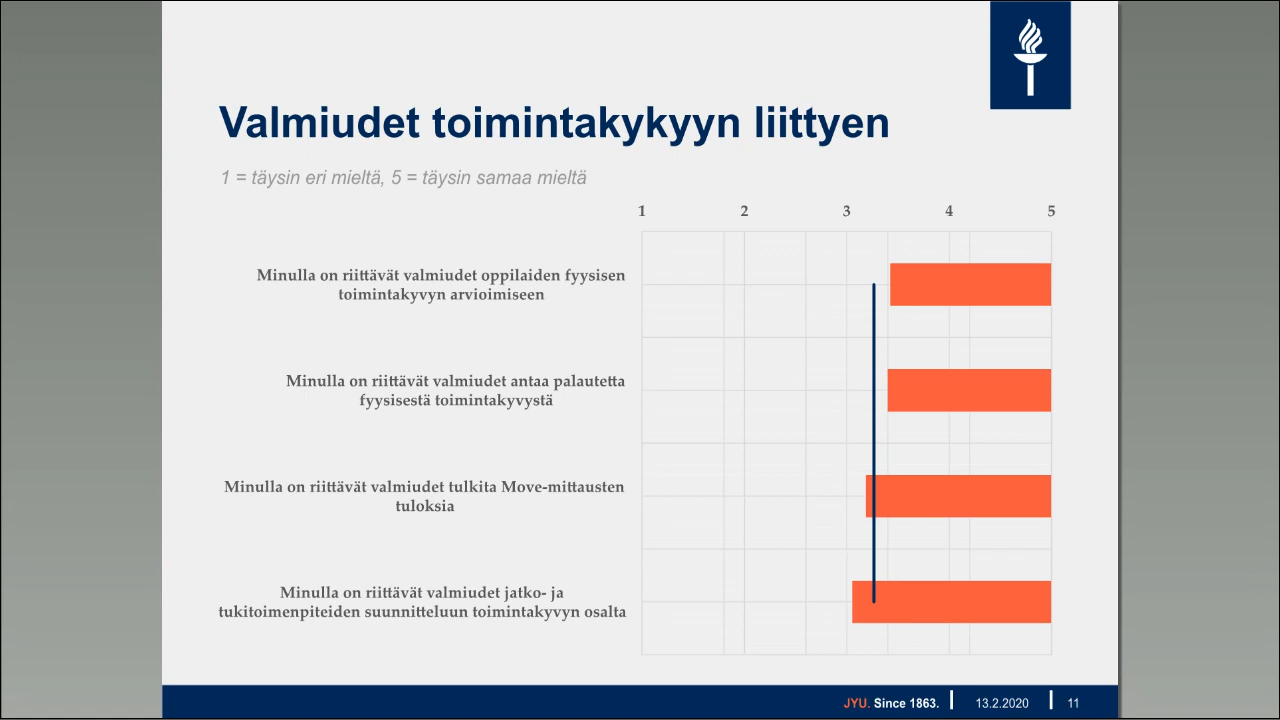 Valmiudet toimintakykyyn liittyen
1 = täysin eri mieltä, 5 = täysin samaa mieltä
1 2 3 4 5
Minulla on riittävät valmiudet oppilaiden fyysisen
toimintakyvyn arvioimiseen
Minulla on riittävät valmiudet antaa palautetta
fyysisestä toimintakyvystä
Minulla on riittävät valmiudet tulkita Move-mittausten
tuloksia
Minulla on riittävät valmiudet jatko- ja
tukitoimenpiteiden suunnitteluun toimintakyvyn osalta
JYU. Since 1863. 13.2.2020 11